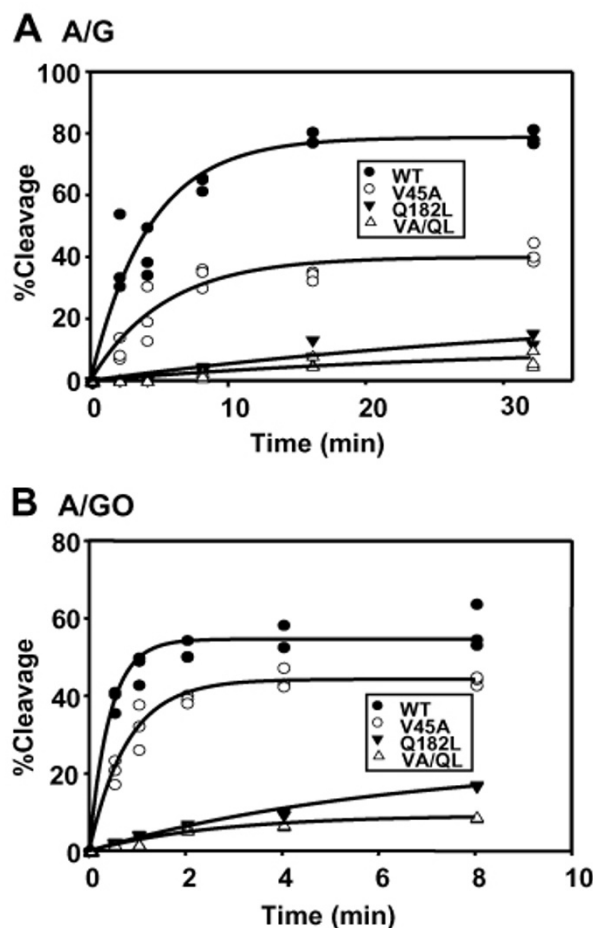 A A/G
100
80
60
40
20
0
%Cleavage
WT
V45A
Q182L
VA/QL
0 10 20 30
Time (min)
B A/GO
80
60
40
20
0
%Cleavage
WT
V45A
Q182L
VA/QL
0 2 4 6 8 10
Time (min)